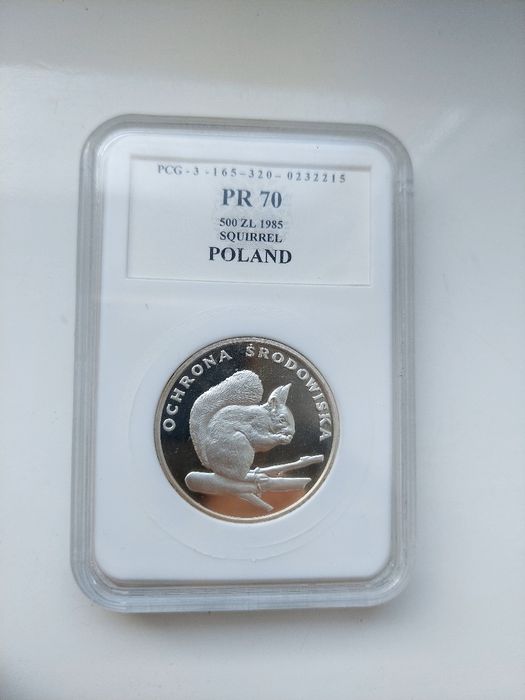 PCG - 3 - 165-320- 0232215
PR 70
500 ZL 1985
SQUIRREL
POLAND
OCHRONA ŚRODOWISKA